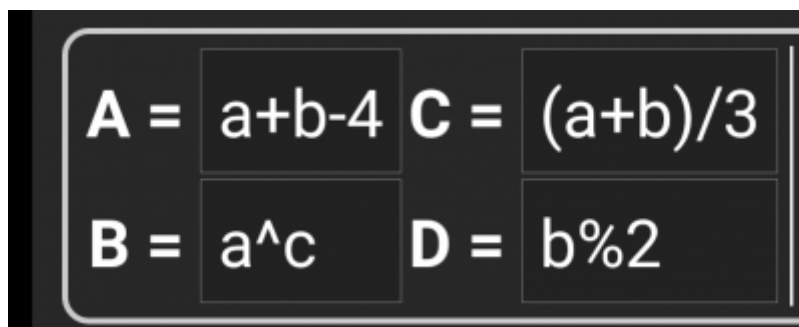 A = a+b-4 C = (a+b)/3
B = a^c D = b%2